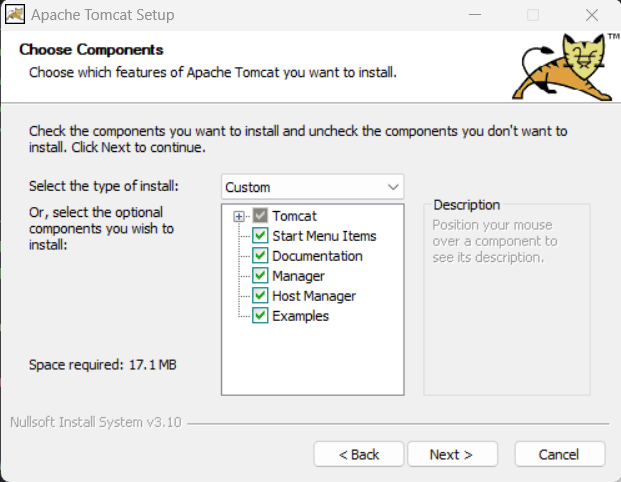 Apache Tomcat Setup
Choose Components
Choose which features of Apache Tomcat you want to install.
TM
Check the components you want to install and uncheck the components you don't want to
install. Click Next to continue.
Select the type of install:
Custom
Or, select the optional
components you wish to
install:
Tomcat
Start Menu Items
Documentation
Manager
Host Manager
Examples
Description
Position your mouse
over a component to
see its description.
Space required: 17.1 MB
Nullsoft Install System v3.10
< Back
Next >
Cancel